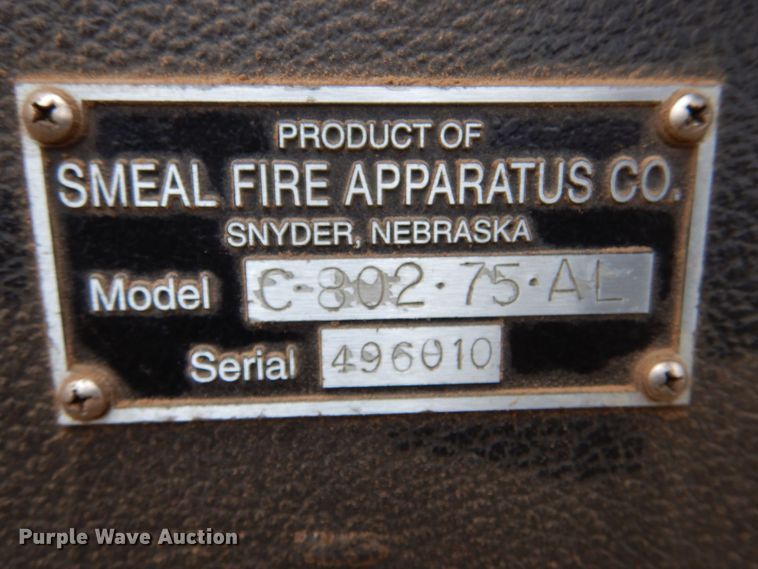 PRODUCT OF
SMEAL FIRE APPARATUS CO.
SNYDER, NEBRASKA
Model C-802-75-AL
Serial 496010
Purple Wave Auction